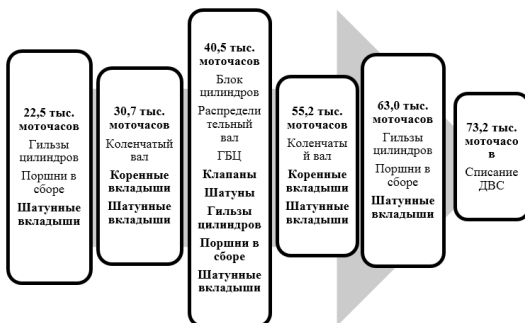 22,5 тыс.
моточасов
Гильзы
цилиндров
Поршни в
сборе
Шатунные
вкладыши
30,7 тыс.
моточасов
Коленчатый
вал
Коренные
вкладыши
Шатунные
вкладыши
40,5 тыс.
моточасов
Блок
цилиндров
Распредели
тельный
вал
ГБЦ
Клапаны
Шатуны
Гильзы
цилиндров
Поршни в
сборе
Шатунные
вкладыши
55,2 тыс.
моточасов
Коленчаты
й вал
Коренные
вкладыши
Шатунные
вкладыши
63,0 тыс.
моточасов
Гильзы
цилиндров
Поршни в
сборе
Шатунные
вкладыши
73,2 тыс.
моточасо
в
Списание
ДВС